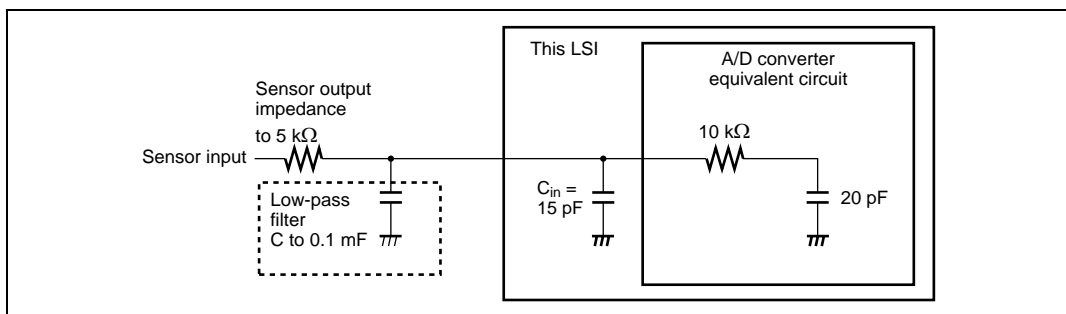 This LSI
A/D converter
equivalent circuit
Sensor output
impedance
to 5 kΩ
10 kΩ
Sensor input
Low-pass
filter
C to 0.1 mF
Cin =
15 pF
20 pF